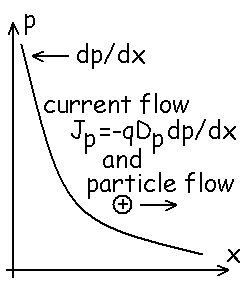 p
dp/dx
current flow
Jp=-qDp dp/dx
and
particle flow
+
x